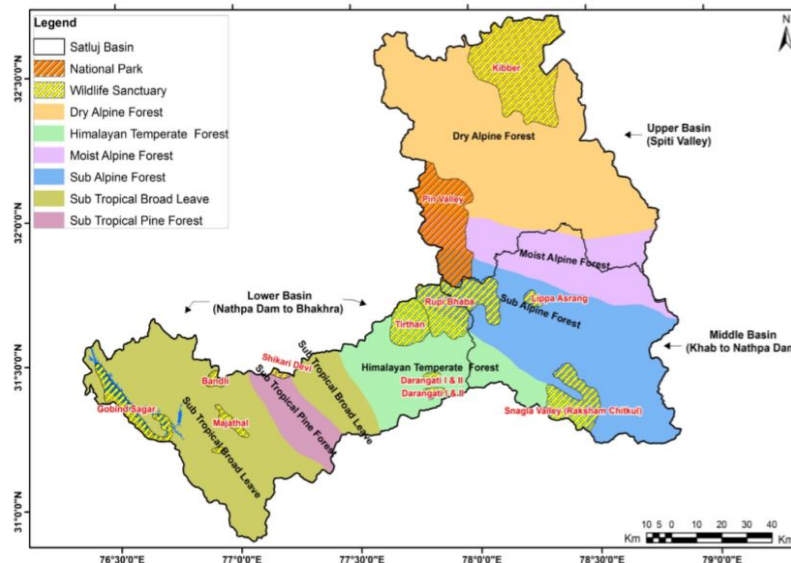 Legend
Satluj Basin
National Park
Wildlife Sanctuary
Dry Alpine Forest
Himalayan Temperate Forest
Moist Alpine Forest
Sub Alpine Forest
Sub Tropical Broad Leave
Sub Tropical Pine Forest
N
Kibber
Dry Alpine Forest
Upper Basin
(Spiti Valley)
Pin Valley
Moist Alpine Forest
Lower Basin
(Nathpa Dam to Bhakhra)
Rupi Bhaba
Lippa Asrang
Sub Alpine Forest
Tirthan
Middle Basin
(Khab to Nathpa Dam
Shikari Devi
Himalayan Temperate Forest
Bandli
Darangati I & II
Darangati I & II
Gobind Sagar
Majathal
Snagla Valley (Raksham Chitkul)
Sub Tropical Broad Leave
Sub Tropical Pine Forest
Sub Tropical Broad Leave
32°30'0"N
32°0'0"N
31°30'0"N
31°0'0"N
Km 10 5 0 10 20 30 40 Km
76°30'0"E 77°0'0"E 77°30'0"E 78°0'0"E 78°30'0"E 79°0'0"E